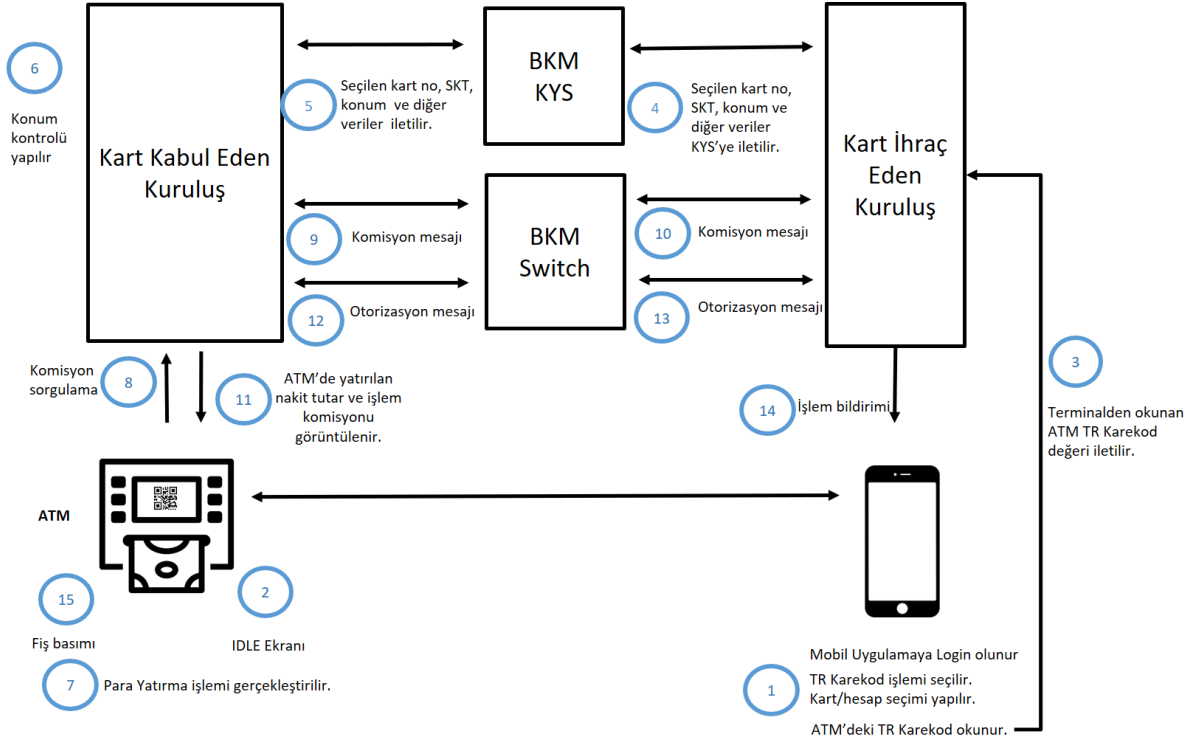 6
Konum
kontrolü
yapılır
Kart Kabul Eden
Kuruluş
5
Seçilen kart no, SKT,
konum ve diğer
veriler iletilir.
BKM
KYS
4
Seçilen kart no,
SKT, konum ve
diğer veriler
KYS’ye iletilir.
Kart İhraç
Eden
Kuruluş
9
Komisyon mesajı
BKM
Switch
10
Komisyon mesajı
12
Otorizasyon mesajı
13
Otorizasyon mesajı
Komisyon
sorgulama
8
11
ATM’de yatırılan
nakit tutar ve işlem
komisyonu
görüntülenir.
14
İşlem bildirimi
3
Terminalden okunan
ATM TR Karekod
değeri iletilir.
ATM
15
Fiş basımı
2
IDLE Ekranı
7
Para Yatırma işlemi gerçekleştirilir.
1
Mobil Uygulamaya Login olunur
TR Karekod işlemi seçilir.
Kart/hesap seçimi yapılır.
ATM’deki TR Karekod okunur.